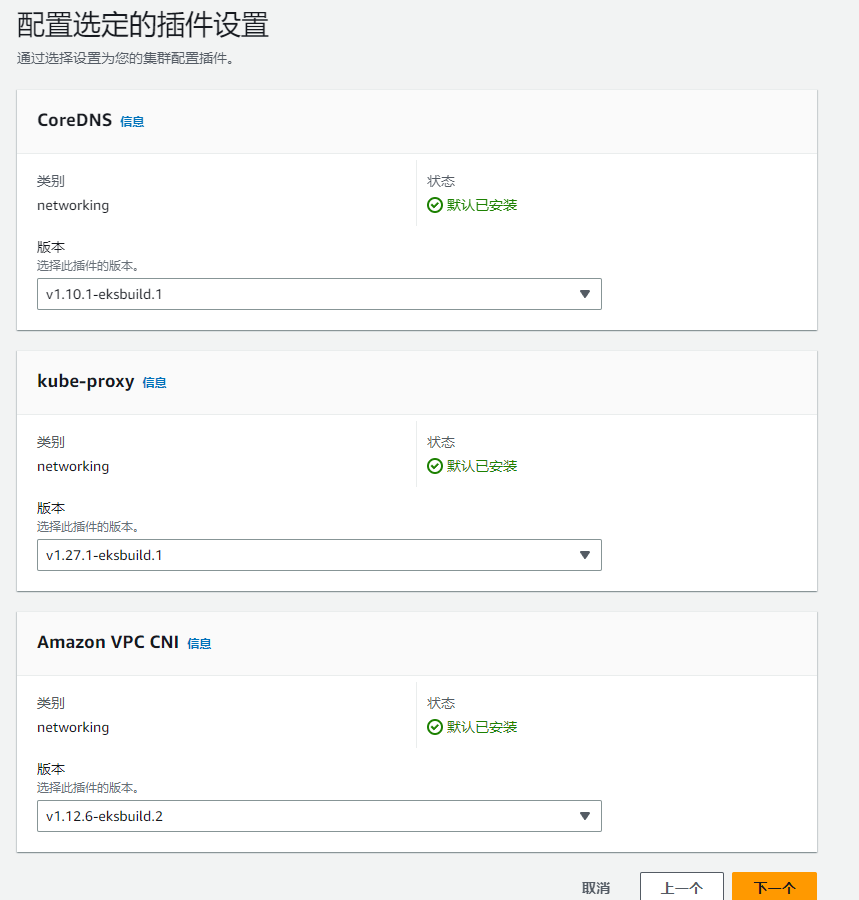 配置选定的插件设置
通过选择设置为您的集群配置插件。
CoreDNS 信息
类别
networking
状态
默认已安装
版本
选择此插件的版本。
v1.10.1-eksbuild.1
kube-proxy 信息
类别
networking
状态
默认已安装
版本
选择此插件的版本。
v1.27.1-eksbuild.1
Amazon VPC CNI 信息
类别
networking
状态
默认已安装
版本
选择此插件的版本。
v1.12.6-eksbuild.2
取消 上一个 下一个